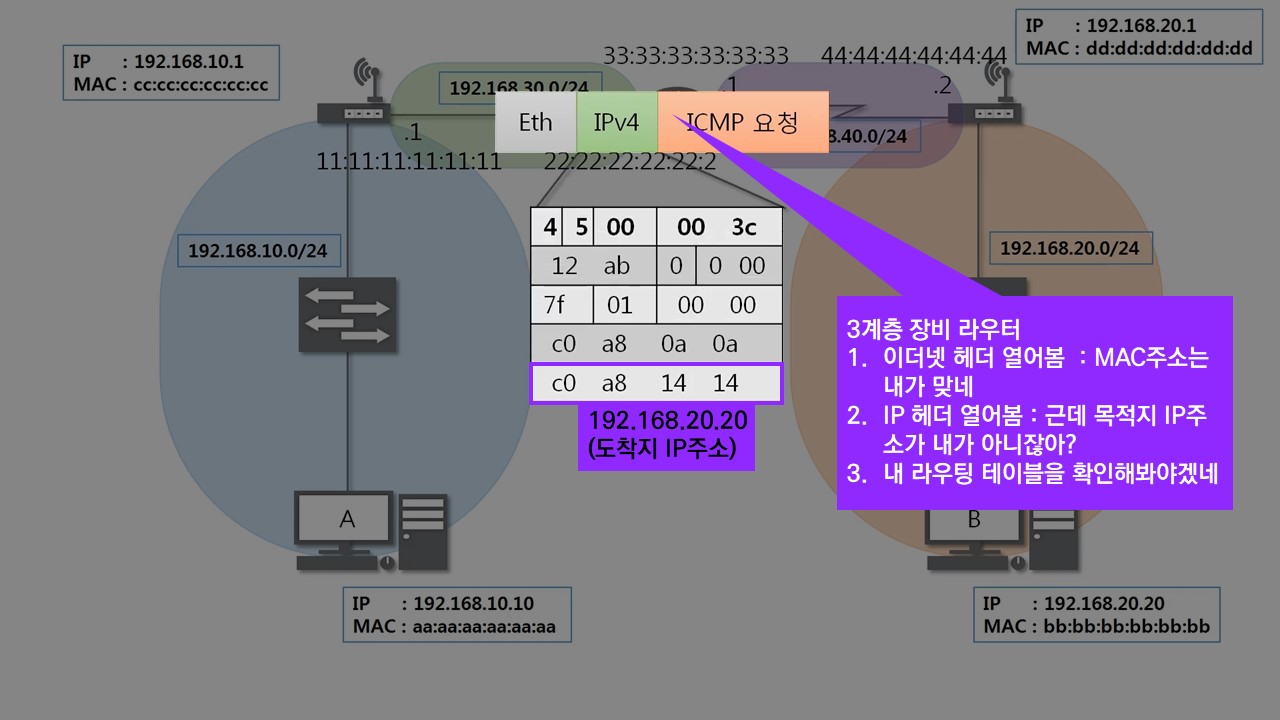 IP : 192.168.20.1
MAC : dd:dd:dd:dd:dd:dd
IP : 192.168.10.1
MAC : cc:cc:cc:cc:cc:cc
33:33:33:33:33:33
44:44:44:44:44:44
192.168.30.0/24
.1
.2
Eth
IPv4
ICMP 요청
.1
8.40.0/24
11:11:11:11:11:11
22:22:22:22:22:2
4 5 00 00 3c
12 ab 0 0 00
7f 01 00 00
c0 a8 0a 0a
c0 a8 14 14
192.168.20.20
(도착지 IP주소)
192.168.10.0/24
192.168.20.0/24
3계층 장비 라우터
1. 이더넷 헤더 열어봄 : MAC주소는
내가 맞네
2. IP 헤더 열어봄 : 근데 목적지 IP주
소가 내가 아니잖아?
3. 내 라우팅 테이블을 확인해봐야겠네
A
B
IP : 192.168.10.10
MAC : aa:aa:aa:aa:aa:aa
IP : 192.168.20.20
MAC : bb:bb:bb:bb:bb:bb